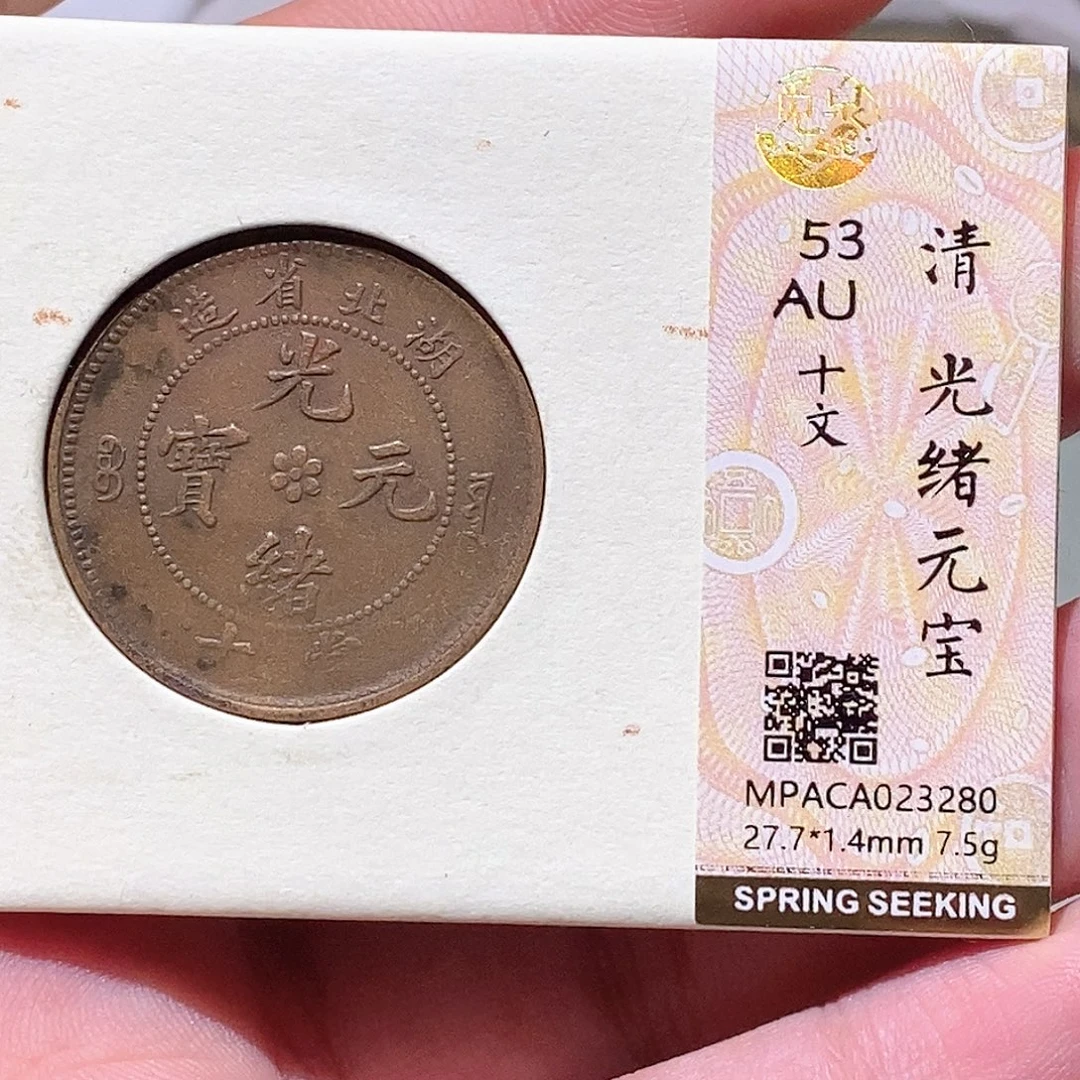 湖北省造
光緒元寶
十
53
AU
十文
清 光绪元宝
MPACA023280
27.7*1.4mm 7.5g
SPRING SEEKING